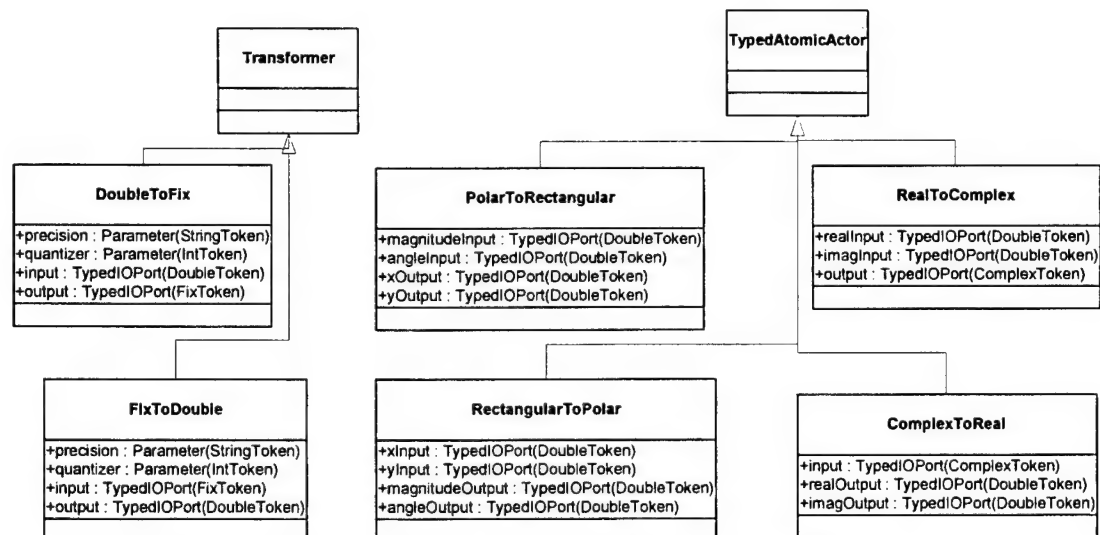 Transformer
TypedAtomicActor
DoubleToFix
+precision : Parameter(StringToken)
+quantizer : Parameter(IntToken)
+input : TypedIOPort(DoubleToken)
+output : TypedIOPort(FixToken)
PolarToRectangular
+magnitudeInput : TypedIOPort(DoubleToken)
+angleInput : TypedIOPort(DoubleToken)
+xOutput : TypedIOPort(DoubleToken)
+yOutput : TypedIOPort(DoubleToken)
RealToComplex
+realInput : TypedIOPort(DoubleToken)
+imagInput : TypedIOPort(DoubleToken)
+output : TypedIOPort(ComplexToken)
FixToDouble
+precision : Parameter(StringToken)
+quantizer : Parameter(IntToken)
+input : TypedIOPort(FixToken)
+output : TypedIOPort(DoubleToken)
RectangularToPolar
+xInput : TypedIOPort(DoubleToken)
+yInput : TypedIOPort(DoubleToken)
+magnitudeOutput : TypedIOPort(DoubleToken)
+angleOutput : TypedIOPort(DoubleToken)
ComplexToReal
+input : TypedIOPort(ComplexToken)
+realOutput : TypedIOPort(DoubleToken)
+imagOutput : TypedIOPort(DoubleToken)